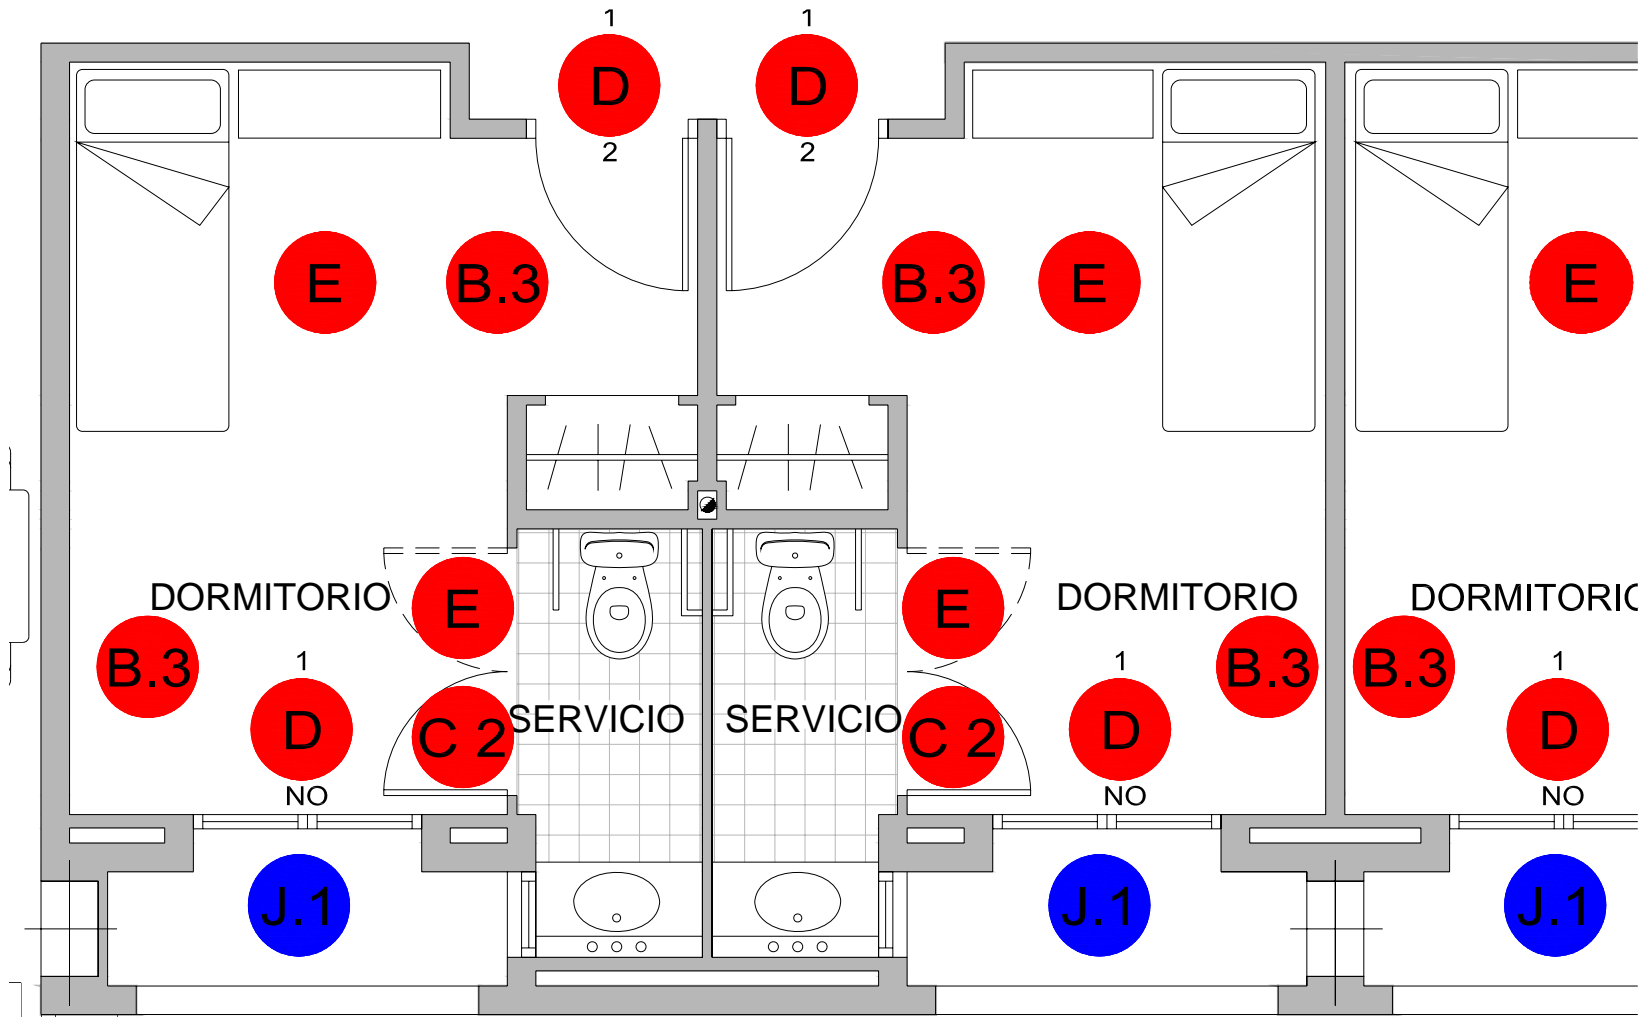 1 1
D D
2 2
E B.3 B.3 E E
DORMITORIO E E DORMITORIO DORMITORIO
B.3 1 1 B.3 B.3 1
D C 2 SERVICIO SERVICIO C 2 D D
NO NO NO
J.1 J.1 J.1